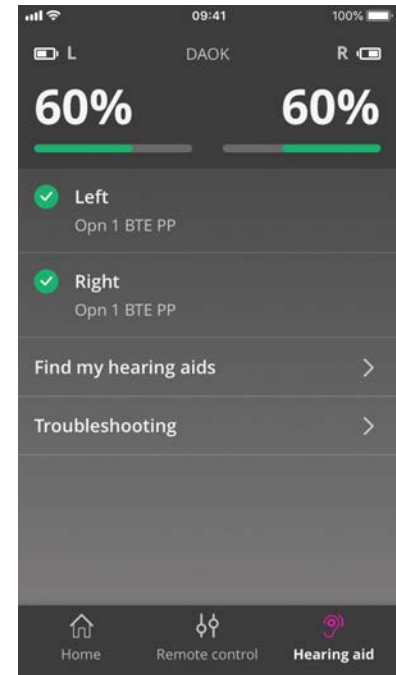 09:41 100%
L DAOK R
60% 60%
Left
Opn 1 BTE PP
Right
Opn 1 BTE PP
Find my hearing aids
Troubleshooting
Home Remote control Hearing aid